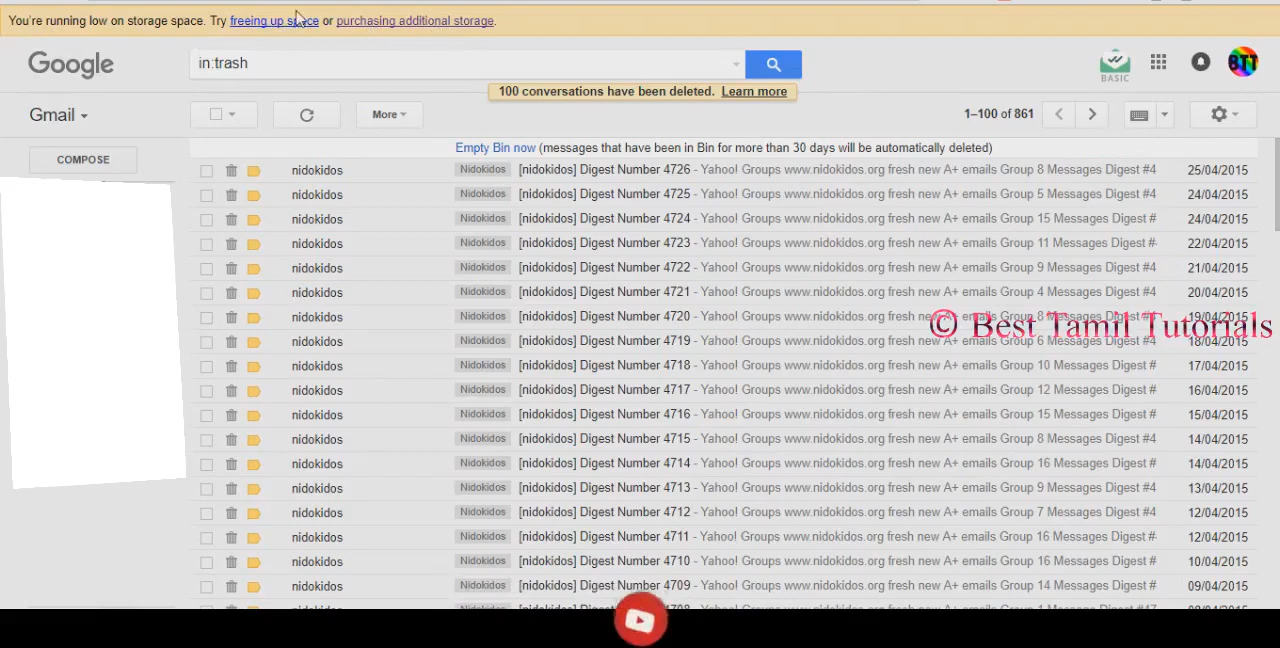 You're running low on storage space. Try freeing up space or purchasing additional storage.
Google
in:trash
BASIC
BTT
100 conversations have been deleted. Learn more
Gmail
More
1–100 of 861
COMPOSE
Empty Bin now (messages that have been in Bin for more than 30 days will be automatically deleted)
nidokidos Nidokidos [nidokidos] Digest Number 4726 - Yahoo! Groups www.nidokidos.org fresh new A+ emails Group 8 Messages Digest #4 25/04/2015
nidokidos Nidokidos [nidokidos] Digest Number 4725 - Yahoo! Groups www.nidokidos.org fresh new A+ emails Group 5 Messages Digest #4 24/04/2015
nidokidos Nidokidos [nidokidos] Digest Number 4724 - Yahoo! Groups www.nidokidos.org fresh new A+ emails Group 15 Messages Digest # 24/04/2015
nidokidos Nidokidos [nidokidos] Digest Number 4723 - Yahoo! Groups www.nidokidos.org fresh new A+ emails Group 11 Messages Digest #4 22/04/2015
nidokidos Nidokidos [nidokidos] Digest Number 4722 - Yahoo! Groups www.nidokidos.org fresh new A+ emails Group 9 Messages Digest #4 21/04/2015
nidokidos Nidokidos [nidokidos] Digest Number 4721 - Yahoo! Groups www.nidokidos.org fresh new A+ emails Group 4 Messages Digest #4 20/04/2015
nidokidos Nidokidos [nidokidos] Digest Number 4720 - Yahoo! Groups www.nidokidos.org fresh new A+ emails Group 8 Messages Digest #4 19/04/2015
© Best Tamil Tutorials
nidokidos Nidokidos [nidokidos] Digest Number 4719 - Yahoo! Groups www.nidokidos.org fresh new A+ emails Group 6 Messages Digest #4 18/04/2015
nidokidos Nidokidos [nidokidos] Digest Number 4718 - Yahoo! Groups www.nidokidos.org fresh new A+ emails Group 10 Messages Digest # 17/04/2015
nidokidos Nidokidos [nidokidos] Digest Number 4717 - Yahoo! Groups www.nidokidos.org fresh new A+ emails Group 12 Messages Digest # 16/04/2015
nidokidos Nidokidos [nidokidos] Digest Number 4716 - Yahoo! Groups www.nidokidos.org fresh new A+ emails Group 15 Messages Digest # 15/04/2015
nidokidos Nidokidos [nidokidos] Digest Number 4715 - Yahoo! Groups www.nidokidos.org fresh new A+ emails Group 8 Messages Digest #4 14/04/2015
nidokidos Nidokidos [nidokidos] Digest Number 4714 - Yahoo! Groups www.nidokidos.org fresh new A+ emails Group 16 Messages Digest # 14/04/2015
nidokidos Nidokidos [nidokidos] Digest Number 4713 - Yahoo! Groups www.nidokidos.org fresh new A+ emails Group 9 Messages Digest #4 13/04/2015
nidokidos Nidokidos [nidokidos] Digest Number 4712 - Yahoo! Groups www.nidokidos.org fresh new A+ emails Group 7 Messages Digest #4 12/04/2015
nidokidos Nidokidos [nidokidos] Digest Number 4711 - Yahoo! Groups www.nidokidos.org fresh new A+ emails Group 16 Messages Digest # 12/04/2015
nidokidos Nidokidos [nidokidos] Digest Number 4710 - Yahoo! Groups www.nidokidos.org fresh new A+ emails Group 16 Messages Digest # 10/04/2015
nidokidos Nidokidos [nidokidos] Digest Number 4709 - Yahoo! Groups www.nidokidos.org fresh new A+ emails Group 14 Messages Digest # 09/04/2015